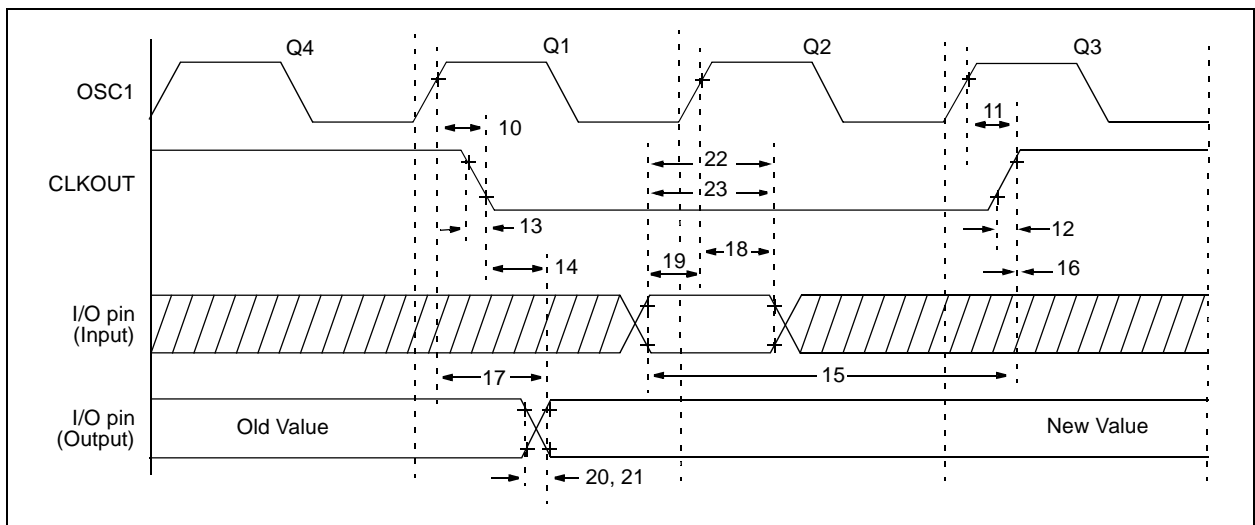 Q4 Q1 Q2 Q3
OSC1
10 11
22
CLKOUT
23
13 12
18
14 19 16
I/O pin
(Input)
17 15
I/O pin
(Output)
Old Value New Value
20, 21